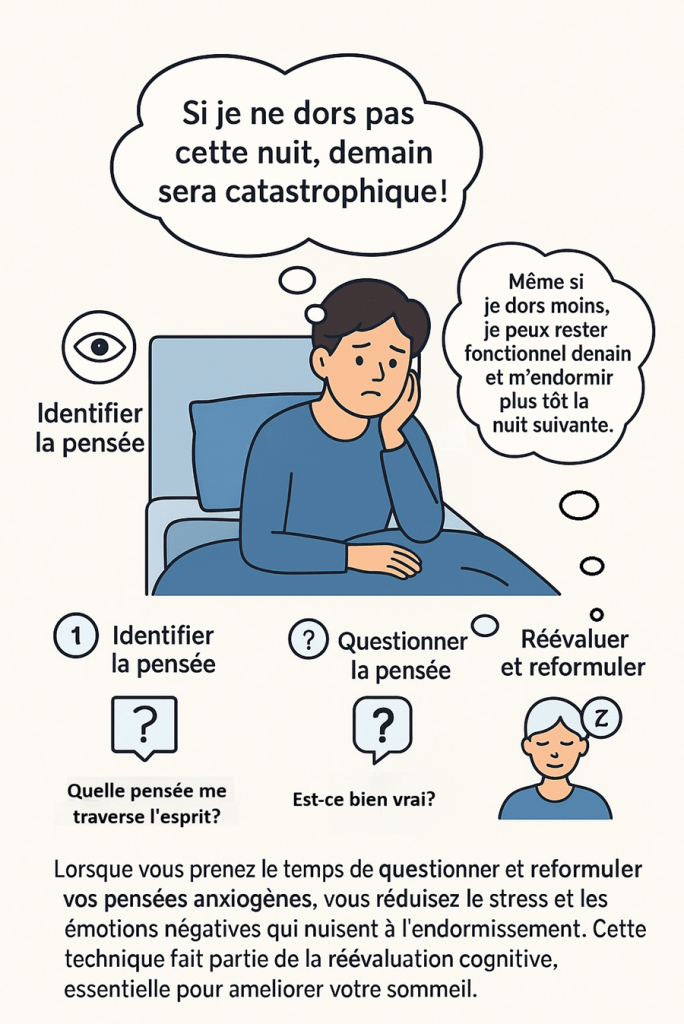 Si je ne dors pas
cette nuit, demain
sera catastrophique!
Même si
je dors moins,
je peux rester
fonctionnel denain
et m'endormir
plus tôt la
nuit suivante.
Identifier
la pensée
1 Identifier
la pensée
? Questionner
la pensée
Réévaluer
et reformuler
?
?
Z
Quelle pensée me
traverse l'esprit?
Est-ce bien vrai?
Lorsque vous prenez le temps de questionner et reformuler
vos pensées anxiogènes, vous réduisez le stress et les
émotions négatives qui nuisent à l'endormissement. Cette
technique fait partie de la réévaluation cognitive,
essentielle pour ameliorer votre sommeil.